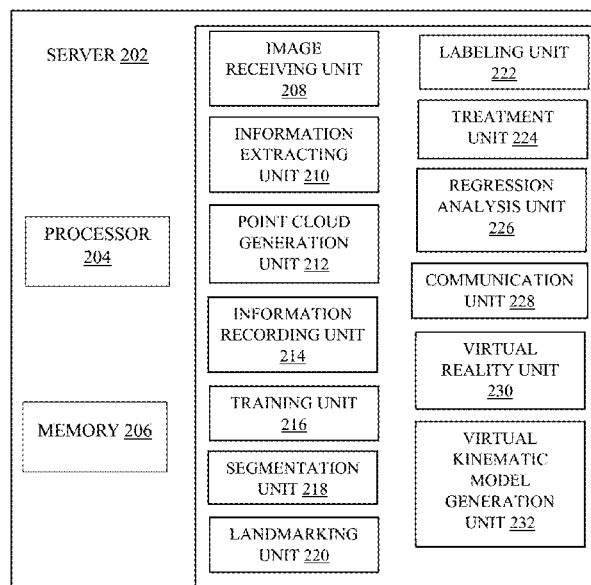 SERVER 202
PROCESSOR
204
MEMORY 206
IMAGE
RECEIVING UNIT
208
INFORMATION
EXTRACTING
UNIT 210
POINT CLOUD
GENERATION
UNIT 212
INFORMATION
RECORDING UNIT
214
TRAINING UNIT
216
SEGMENTATION
UNIT 218
LANDMARKING
UNIT 220
LABELING UNIT
222
TREATMENT
UNIT 224
REGRESSION
ANALYSIS UNIT
226
COMMUNICATION
UNIT 228
VIRTUAL
REALITY UNIT
230
VIRTUAL
KINEMATIC
MODEL
GENERATION
UNIT 232